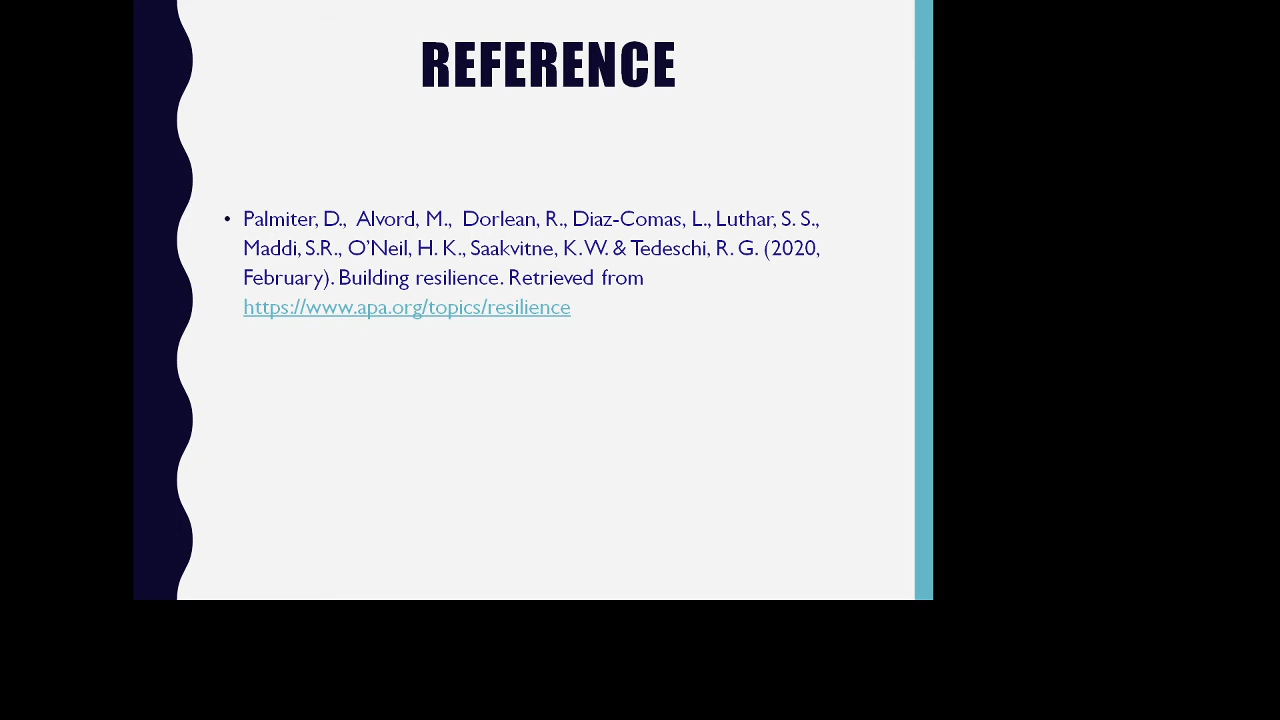 REFERENCE
• Palmiter, D.,  Alvord, M.,  Dorlean, R., Diaz-Comas, L., Luthar, S. S.,
Maddi, S.R., O’Neil, H. K., Saakvitne, K.W. & Tedeschi, R. G. (2020,
February). Building resilience. Retrieved from
https://www.apa.org/topics/resilience